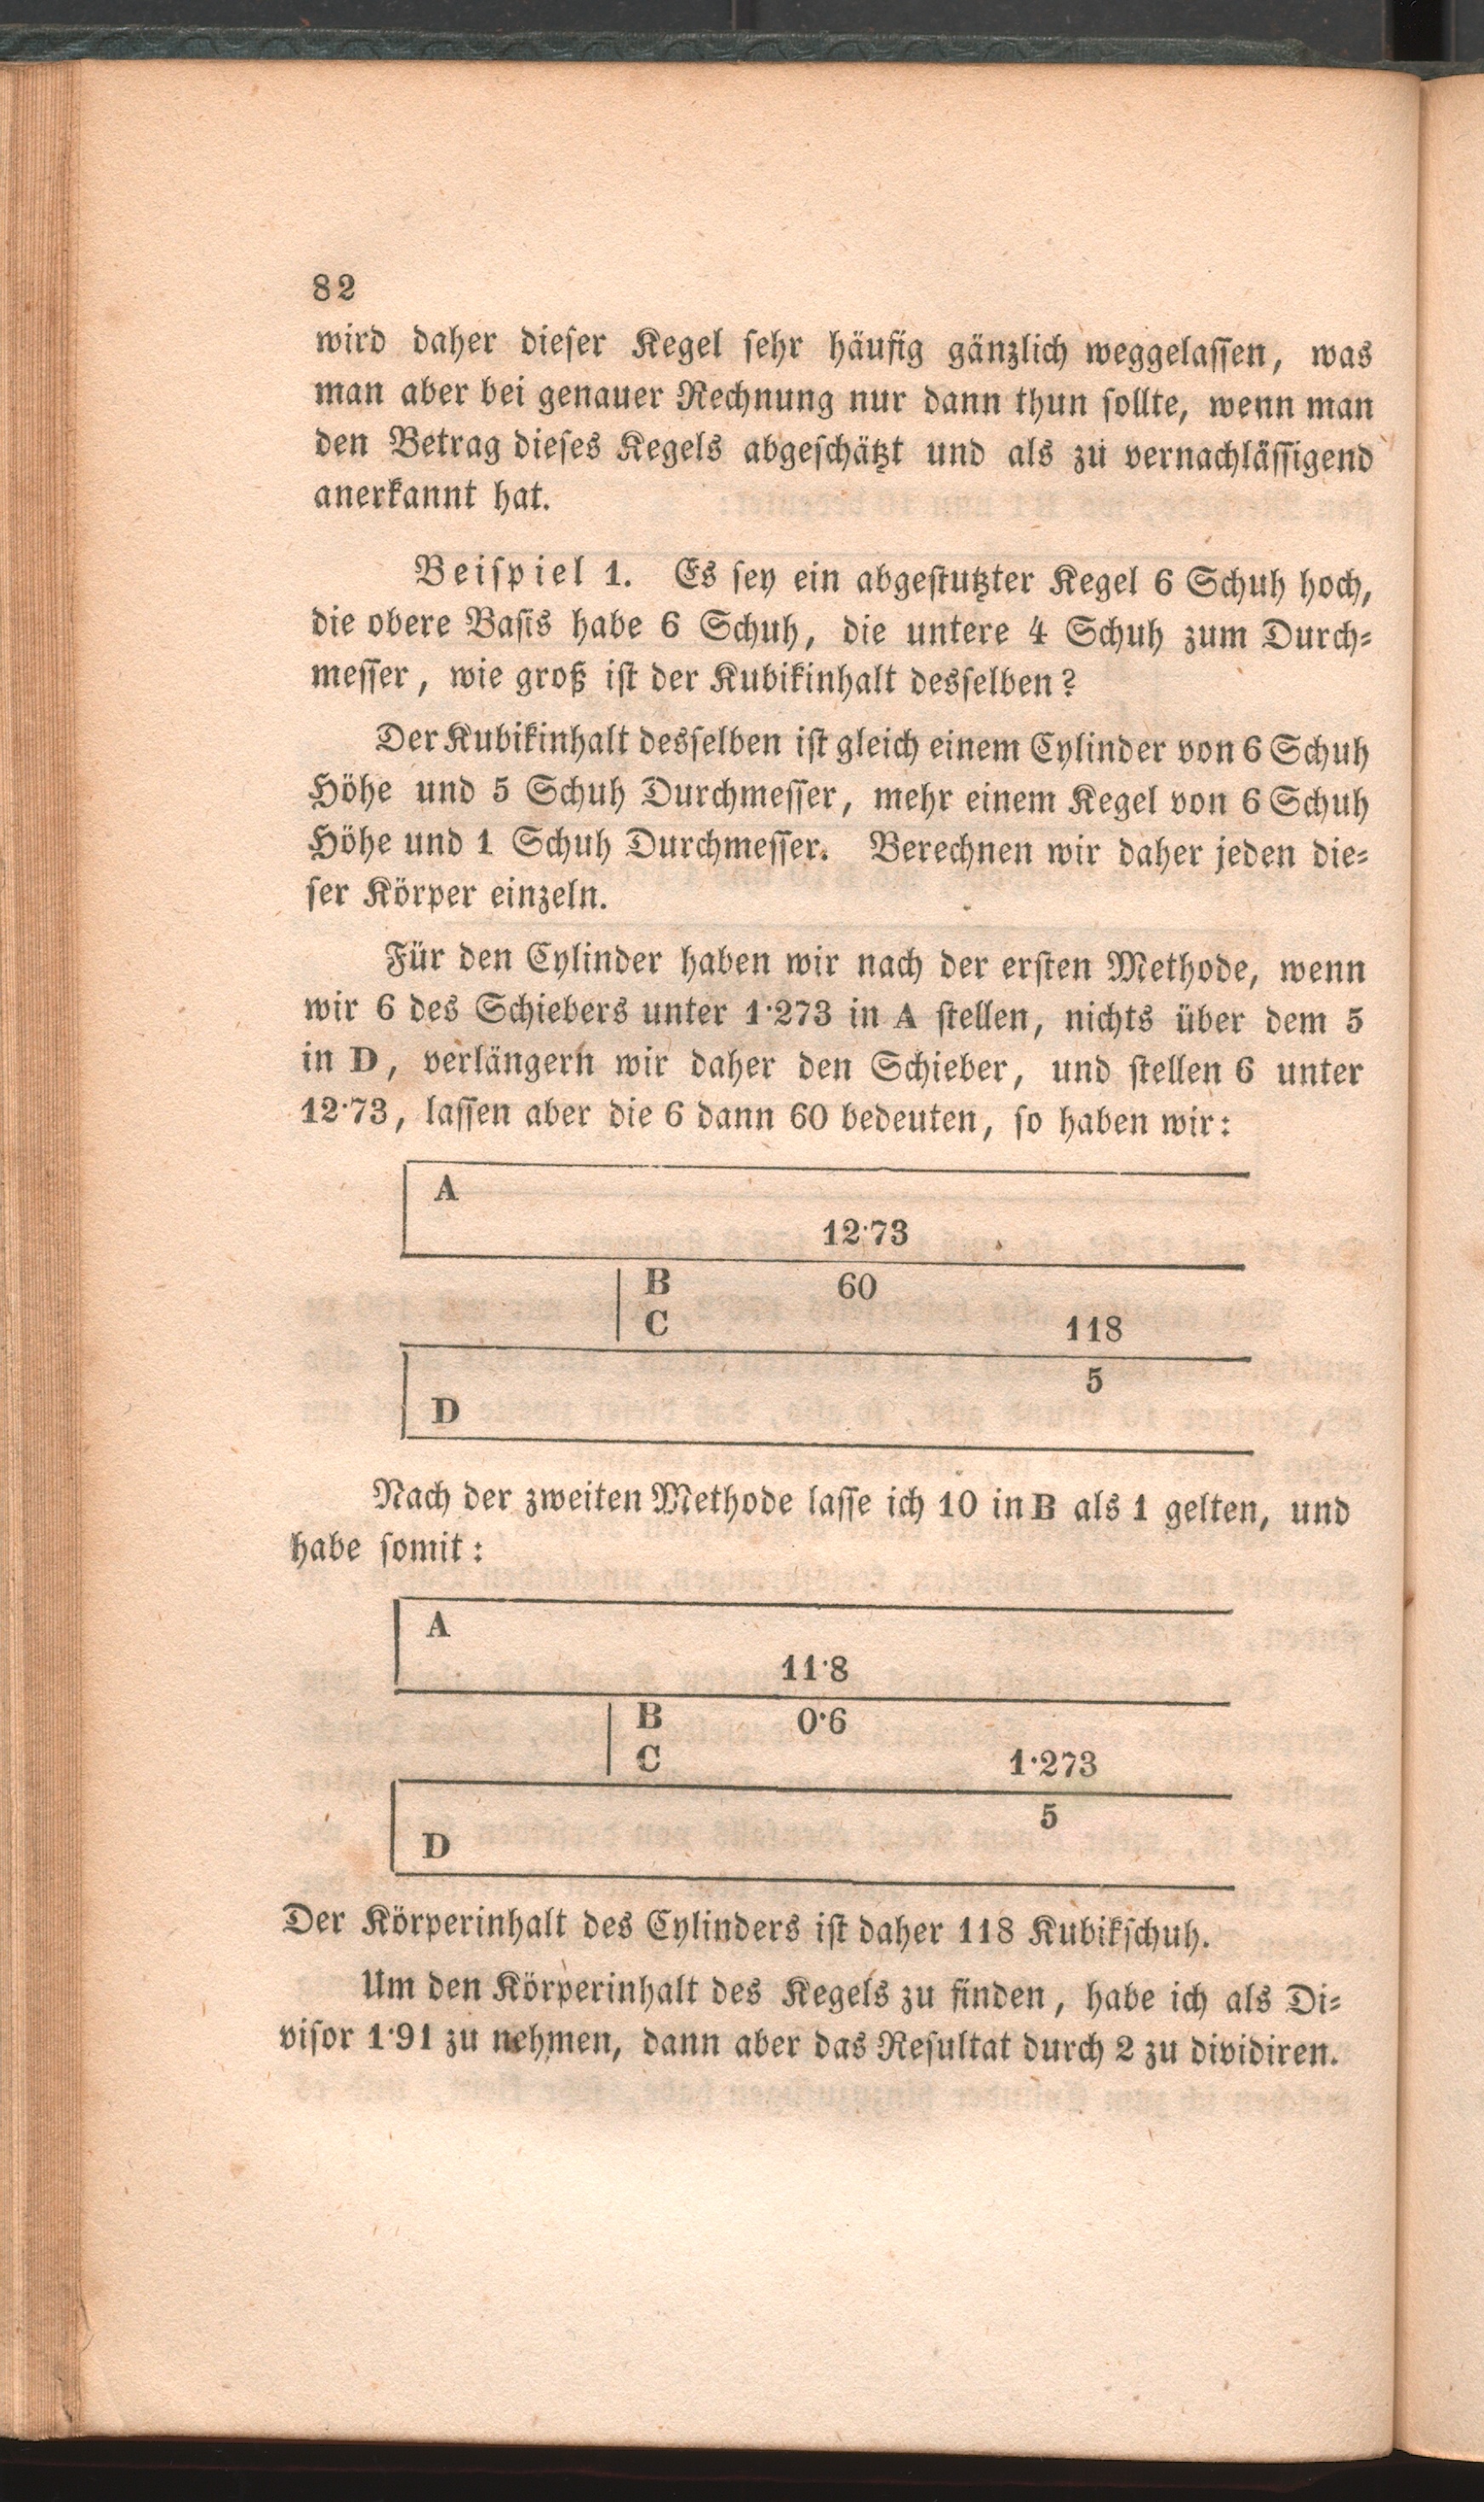 82
wird daher dieser Kegel sehr häufig gänzlich weggelassen, was
man aber bei genauer Rechnung nur dann thun sollte, wenn man
den Betrag dieses Kegels abgeschätzt und als zu vernachlässigend
anerkannt hat.
Beispiel 1. Es sey ein abgestutzter Kegel 6 Schuh hoch,
die obere Basis habe 6 Schuh, die untere 4 Schuh zum Durch-
messer, wie groß ist der Kubikinhalt desselben?
Der Kubikinhalt desselben ist gleich einem Cylinder von 6 Schuh
Höhe und 5 Schuh Durchmesser, mehr einem Kegel von 6 Schuh
Höhe und 1 Schuh Durchmesser. Berechnen wir daher jeden die-
ser Körper einzeln.
Für den Cylinder haben wir nach der ersten Methode, wenn
wir 6 des Schiebers unter 1·273 in A stellen, nichts über dem 5
in D, verlängern wir daher den Schieber, und stellen 6 unter
12·73, lassen aber die 6 dann 60 bedeuten, so haben wir:
A
12·73
B 60
C 118
5
D
Nach der zweiten Methode lasse ich 10 in B als 1 gelten, und
habe somit:
A
11·8
B 0·6
C 1·273
5
D
Der Körperinhalt des Cylinders ist daher 118 Kubikschuh.
Um den Körperinhalt des Kegels zu finden, habe ich als Di-
visor 1·91 zu nehmen, dann aber das Resultat durch 2 zu dividiren.